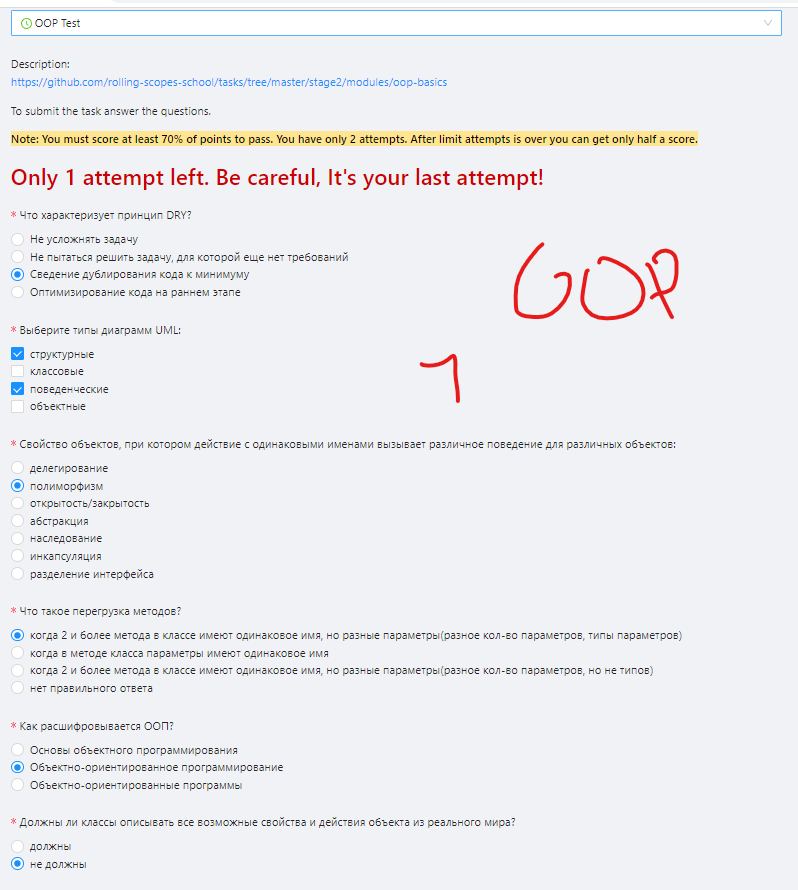 OOP Test
Description:
https://github.com/rolling-scopes-school/tasks/tree/master/stage2/modules/oop-basics
To submit the task answer the questions.
Note: You must score at least 70% of points to pass. You have only 2 attempts. After limit attempts is over you can get only half a score.
Only 1 attempt left. Be careful, It's your last attempt!
* Что характеризует принцип DRY?
Не усложнять задачу
Не пытаться решить задачу, для которой еще нет требований
Сведение дублирования кода к минимуму
Оптимизирование кода на раннем этапе
GOP
1
* Выберите типы диаграмм UML:
структурные
классовые
поведенческие
объектные
* Свойство объектов, при котором действие с одинаковыми именами вызывает различное поведение для различных объектов:
делегирование
полиморфизм
открытость/закрытость
абстракция
наследование
инкапсуляция
разделение интерфейса
* Что такое перегрузка методов?
когда 2 и более метода в классе имеют одинаковое имя, но разные параметры(разное кол-во параметров, типы параметров)
когда в методе класса параметры имеют одинаковое имя
когда 2 и более метода в классе имеют одинаковое имя, но разные параметры(разное кол-во параметров, но не типов)
нет правильного ответа
* Как расшифровывается ООП?
Основы объектного программирования
Объектно-ориентированное программирование
Объектно-ориентированные программы
* Должны ли классы описывать все возможные свойства и действия объекта из реального мира?
должны
не должны